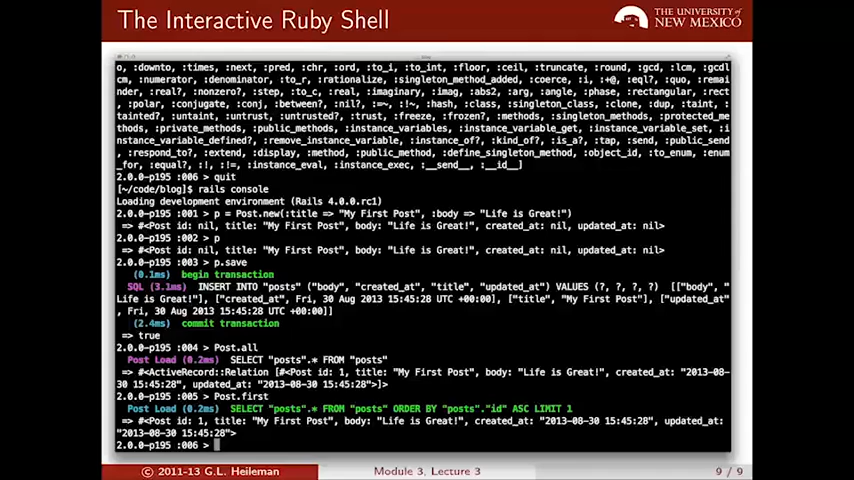 The Interactive Ruby Shell
THE UNIVERSITY of
NEW MEXICO
o, :downto, :times, :next, :pred, :chr, :ord, :to_i, :to_int, :floor, :ceil, :truncate, :round, :gcd, :lcm, :gcdl
cm, :numerator, :denominator, :to_r, :rationalize, :singleton_method_added, :coerce, :i, :+@, :eql?, :quo, :remai
nder, :real?, :nonzero?, :step, :to_c, :real, :imaginary, :imag, :abs2, :arg, :angle, :phase, :rectangular, :rect
, :polar, :conjugate, :conj, :between?, :nil?, :=~, :!~, :hash, :class, :singleton_class, :clone, :dup, :taint, :
tainted?, :untaint, :untrust, :untrusted?, :trust, :freeze, :frozen?, :methods, :singleton_methods, :protected_me
thods, :private_methods, :public_methods, :instance_variables, :instance_variable_get, :instance_variable_set, :i
nstance_variable_defined?, :remove_instance_variable, :instance_of?, :kind_of?, :is_a?, :tap, :send, :public_send
, :respond_to?, :extend, :display, :method, :public_method, :define_singleton_method, :object_id, :to_enum, :enum
_for, :equal?, :!, :!=, :instance_eval, :instance_exec, :__send__, :__id__]
2.0.0-p195 :006 > quit
[~/code/blog]$ rails console
Loading development environment (Rails 4.0.0.rc1)
2.0.0-p195 :001 > p = Post.new(:title => "My First Post", :body => "Life is Great!")
=> #<Post id: nil, title: "My First Post", body: "Life is Great!", created_at: nil, updated_at: nil>
2.0.0-p195 :002 > p
=> #<Post id: nil, title: "My First Post", body: "Life is Great!", created_at: nil, updated_at: nil>
2.0.0-p195 :003 > p.save
(0.1ms) begin transaction
SQL (3.1ms) INSERT INTO "posts" ("body", "created_at", "title", "updated_at") VALUES (?, ?, ?, ?) [["body", "
Life is Great!"], ["created_at", Fri, 30 Aug 2013 15:45:28 UTC +00:00], ["title", "My First Post"], ["updated_at"
, Fri, 30 Aug 2013 15:45:28 UTC +00:00]]
(2.4ms) commit transaction
=> true
2.0.0-p195 :004 > Post.all
Post Load (0.2ms) SELECT "posts".* FROM "posts"
=> #<ActiveRecord::Relation [#<Post id: 1, title: "My First Post", body: "Life is Great!", created_at: "2013-08-
30 15:45:28", updated_at: "2013-08-30 15:45:28">]>
2.0.0-p195 :005 > Post.first
Post Load (0.2ms) SELECT "posts".* FROM "posts" ORDER BY "posts"."id" ASC LIMIT 1
=> #<Post id: 1, title: "My First Post", body: "Life is Great!", created_at: "2013-08-30 15:45:28", updated_at:
"2013-08-30 15:45:28">
2.0.0-p195 :006 >
© 2011-13 G.L. Heileman
Module 3, Lecture 3
9 / 9